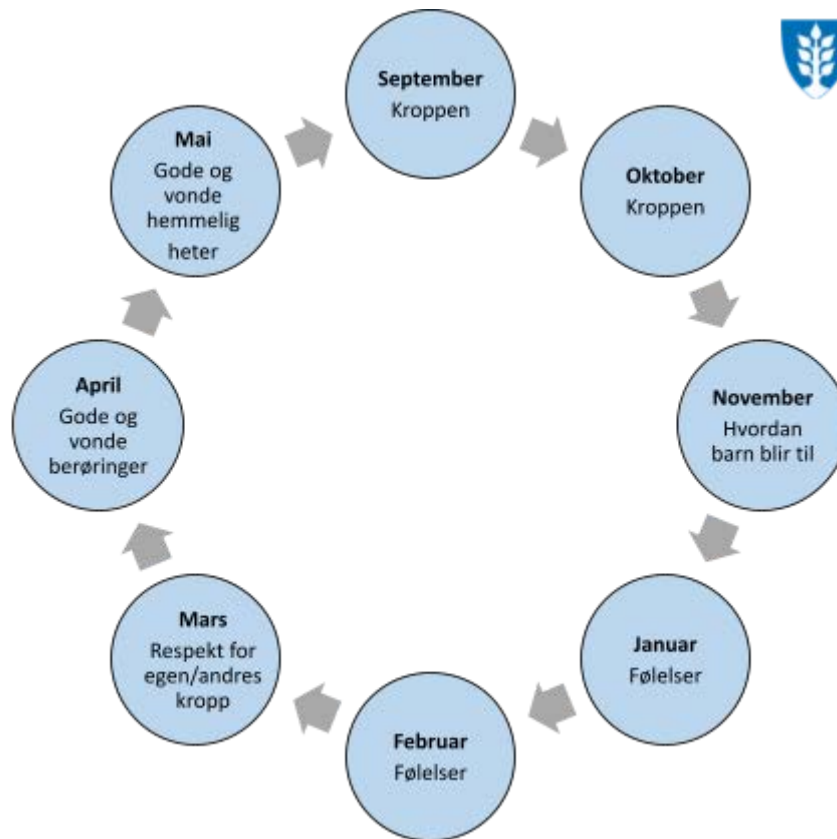 September
Kroppen
Oktober
Kroppen
November
Hvordan
barn blir til
Januar
Følelser
Februar
Følelser
Mars
Respekt for
egen/andres
kropp
April
Gode og
vonde
berøringer
Mai
Gode og
vonde
hemmelig
heter